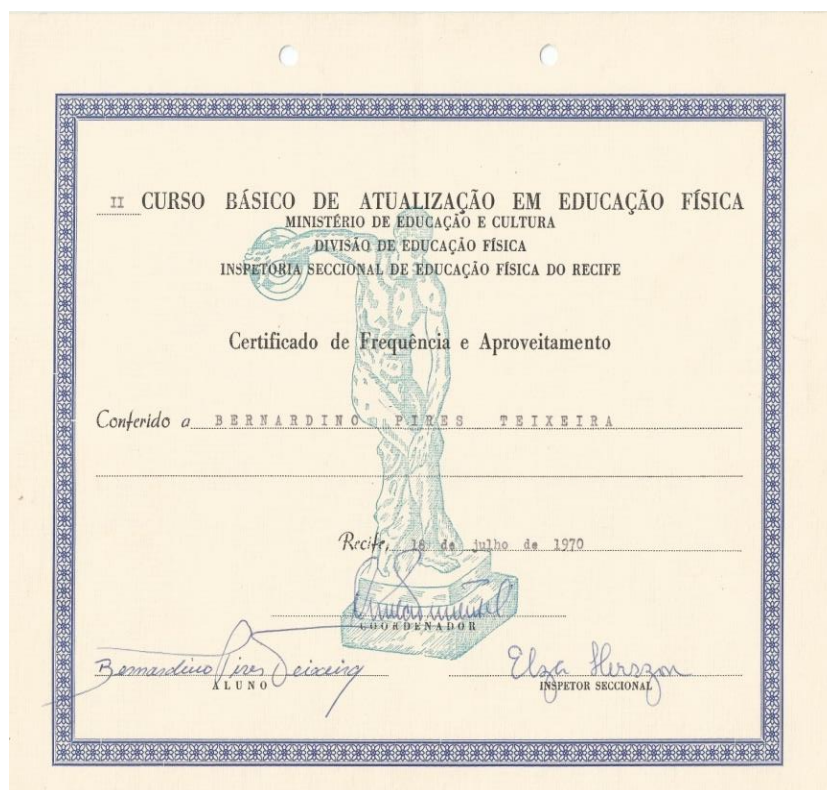 II CURSO BÁSICO DE ATUALIZAÇÃO EM EDUCAÇÃO FÍSICA
MINISTÉRIO DE EDUCAÇÃO E CULTURA
DIVISÃO DE EDUCAÇÃO FÍSICA
INSPETORIA SECCIONAL DE EDUCAÇÃO FÍSICA DO RECIFE
Certificado de Frequência e Aproveitamento
Conferido a BERNARDINO PIRES TEIXEIRA
Recife, 18 de julho de 1970
COORDENADOR
Bernardino Pires Teixeira
ALUNO
Elza Herszon
INSPETOR SECCIONAL